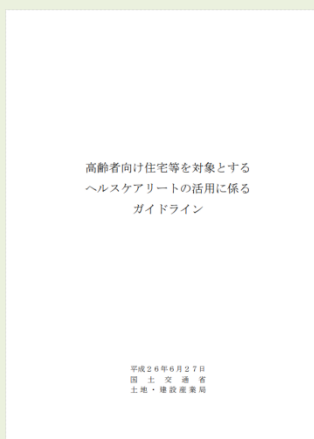 高齢者向け住宅等を対象とする
ヘルスケアリートの活用に係る
ガイドライン
平成26年6月27日
国土交通省
土地・建設産業局